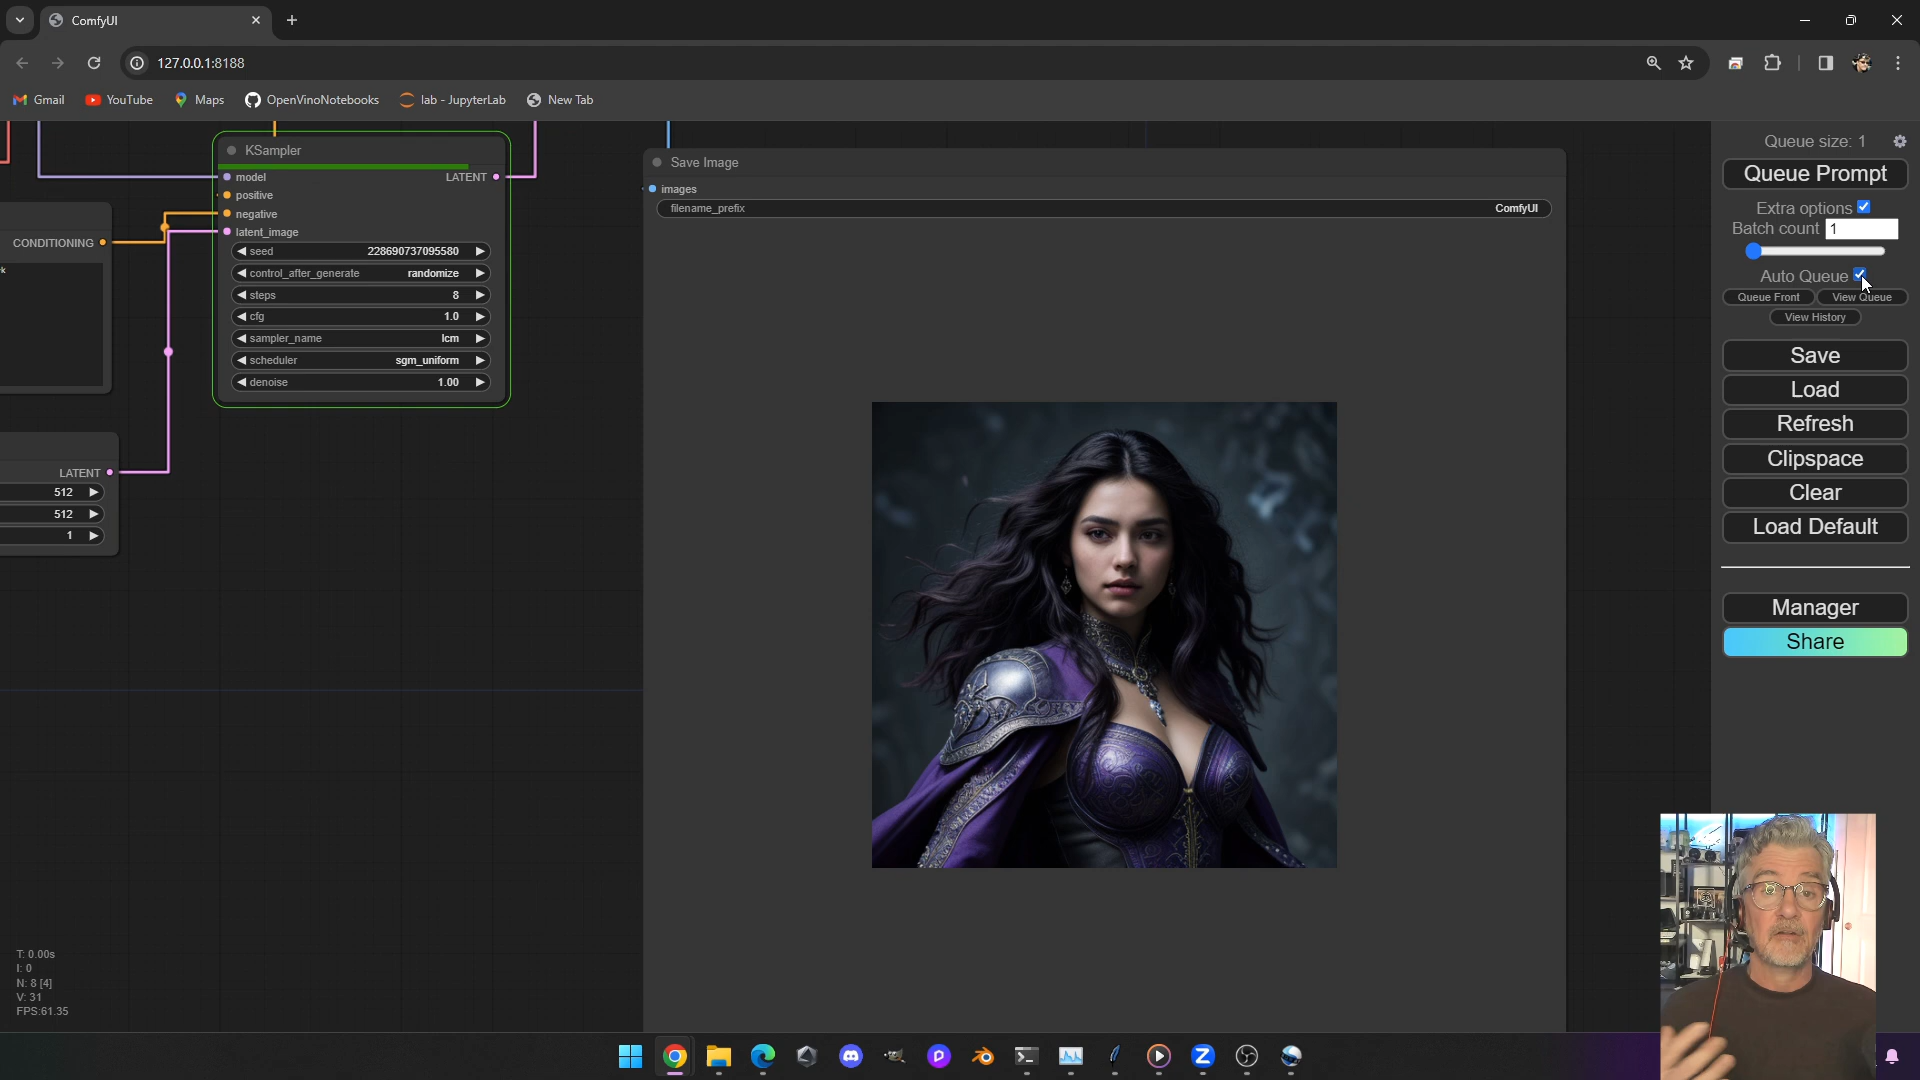 ComfyUI
127.0.0.1:8188
Gmail
YouTube
Maps
OpenVinoNotebooks
lab - JupyterLab
New Tab
KSampler
model
LATENT
positive
negative
latent_image
seed 228690737095580
control_after_generate randomize
steps 8
cfg 1.0
sampler_name lcm
scheduler sgm_uniform
denoise 1.00
CONDITIONING
k
LATENT
512
512
1
Save Image
images
filename_prefix ComfyUI
Queue size: 1
Queue Prompt
Extra options
Batch count 1
Auto Queue
Queue Front
View Queue
View History
Save
Load
Refresh
Clipspace
Clear
Load Default
Manager
Share
T: 0.00s
I: 0
N: 8 [4]
V: 31
FPS:61.35